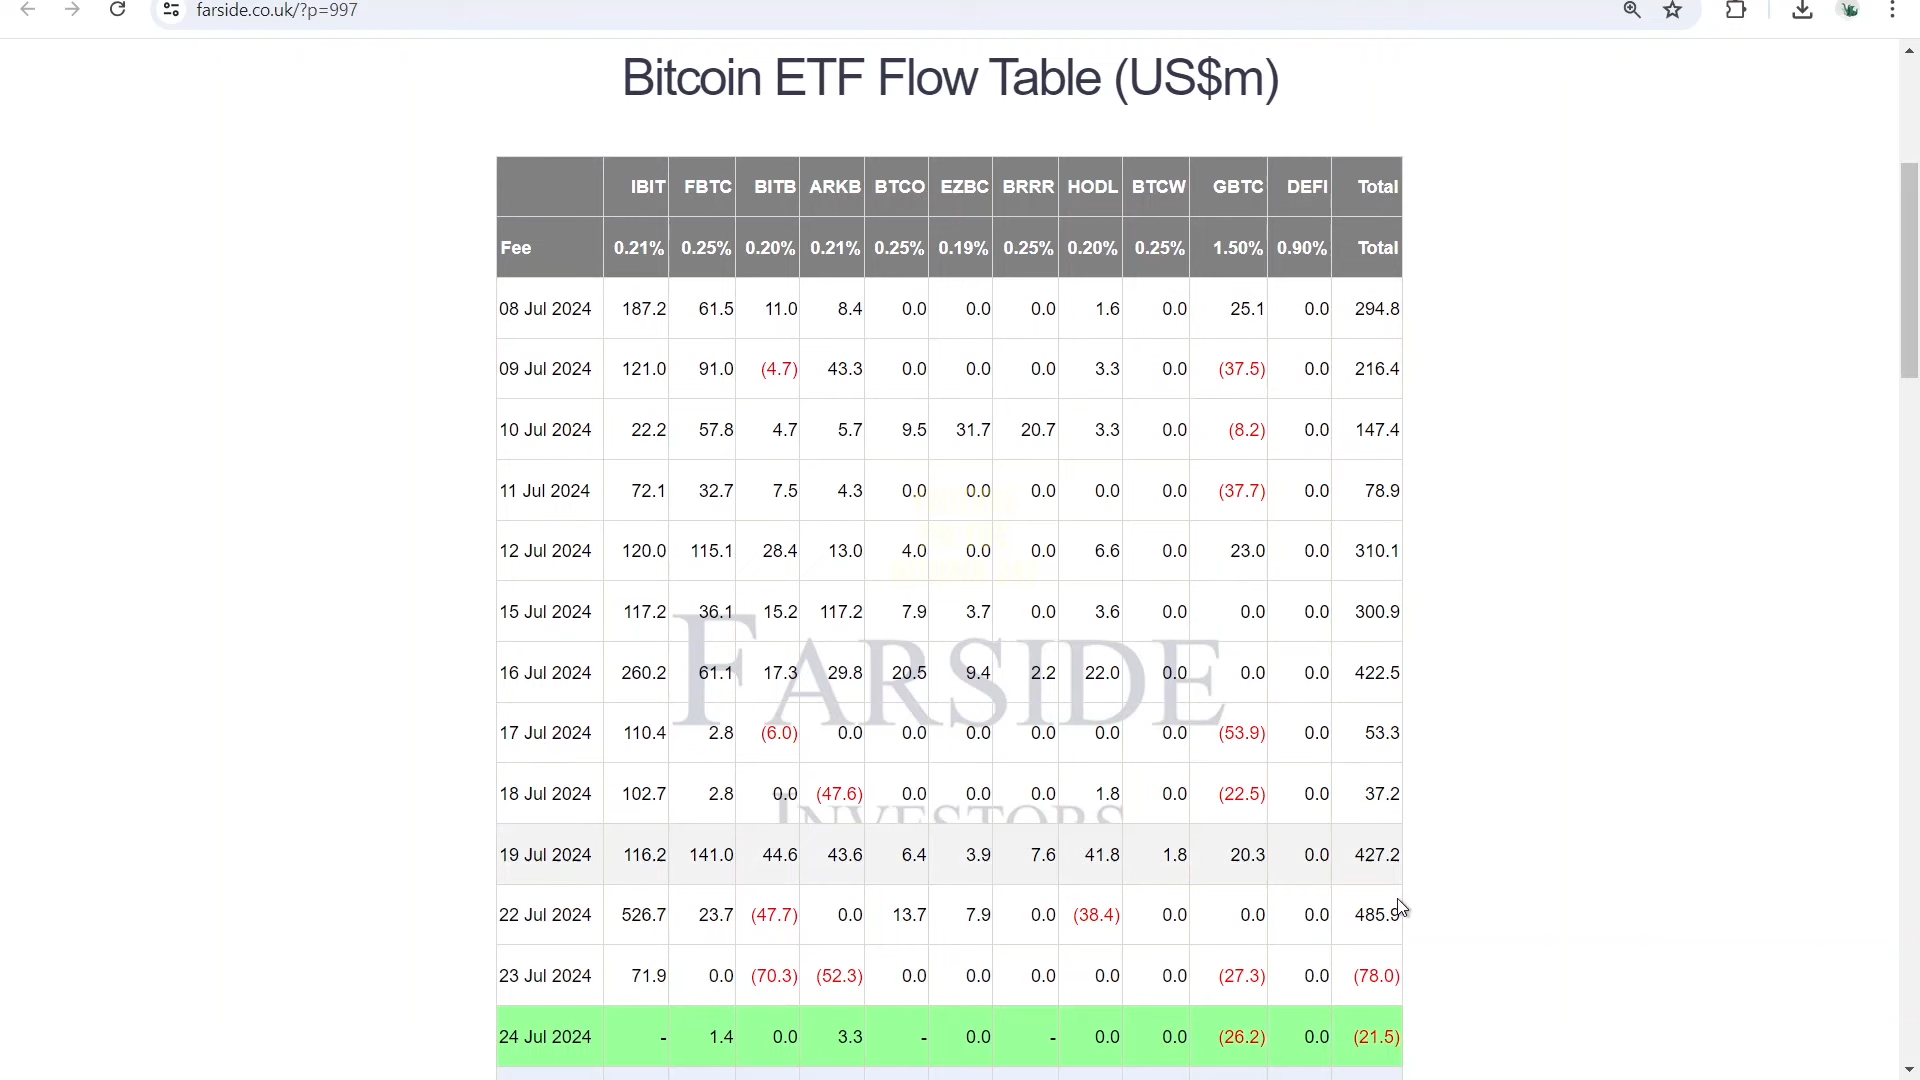 farside.co.uk/?p=997
Bitcoin ETF Flow Table (US$m)
IBIT FBTC BITB ARKB BTCO EZBC BRRR HODL BTCW GBTC DEFI Total
Fee 0.21% 0.25% 0.20% 0.21% 0.25% 0.19% 0.25% 0.20% 0.25% 1.50% 0.90% Total
08 Jul 2024 187.2 61.5 11.0 8.4 0.0 0.0 0.0 1.6 0.0 25.1 0.0 294.8
09 Jul 2024 121.0 91.0 (4.7) 43.3 0.0 0.0 0.0 3.3 0.0 (37.5) 0.0 216.4
10 Jul 2024 22.2 57.8 4.7 5.7 9.5 31.7 20.7 3.3 0.0 (8.2) 0.0 147.4
11 Jul 2024 72.1 32.7 7.5 4.3 0.0 0.0 0.0 0.0 0.0 (37.7) 0.0 78.9
12 Jul 2024 120.0 115.1 28.4 13.0 4.0 0.0 0.0 6.6 0.0 23.0 0.0 310.1
15 Jul 2024 117.2 36.1 15.2 117.2 7.9 3.7 0.0 3.6 0.0 0.0 0.0 300.9
FARSIDE
16 Jul 2024 260.2 61.1 17.3 29.8 20.5 9.4 2.2 22.0 0.0 0.0 0.0 422.5
17 Jul 2024 110.4 2.8 (6.0) 0.0 0.0 0.0 0.0 0.0 0.0 (53.9) 0.0 53.3
18 Jul 2024 102.7 2.8 0.0 (47.6) 0.0 0.0 0.0 1.8 0.0 (22.5) 0.0 37.2
INVESTORS
19 Jul 2024 116.2 141.0 44.6 43.6 6.4 3.9 7.6 41.8 1.8 20.3 0.0 427.2
22 Jul 2024 526.7 23.7 (47.7) 0.0 13.7 7.9 0.0 (38.4) 0.0 0.0 0.0 485.9
23 Jul 2024 71.9 0.0 (70.3) (52.3) 0.0 0.0 0.0 0.0 0.0 (27.3) 0.0 (78.0)
24 Jul 2024 - 1.4 0.0 3.3 - 0.0 - 0.0 0.0 (26.2) 0.0 (21.5)